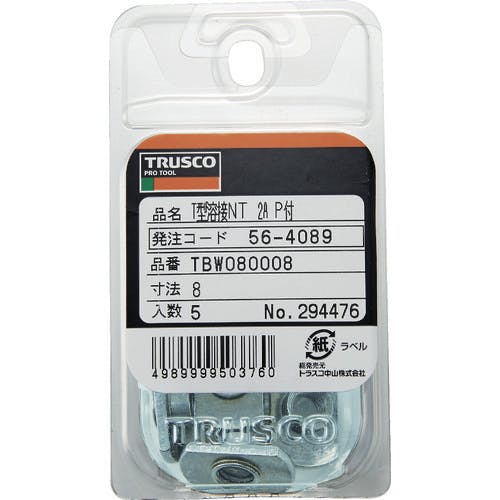 TRUSCO
PRO TOOL
品名 T型溶接NT 2A P付
発注コード 56-4089
品番 TBW080008
寸法 8
入数 5 No.294476
紙 ラベル
総発売元
トラスコ中山株式会社
4989999503760
TRUSCO